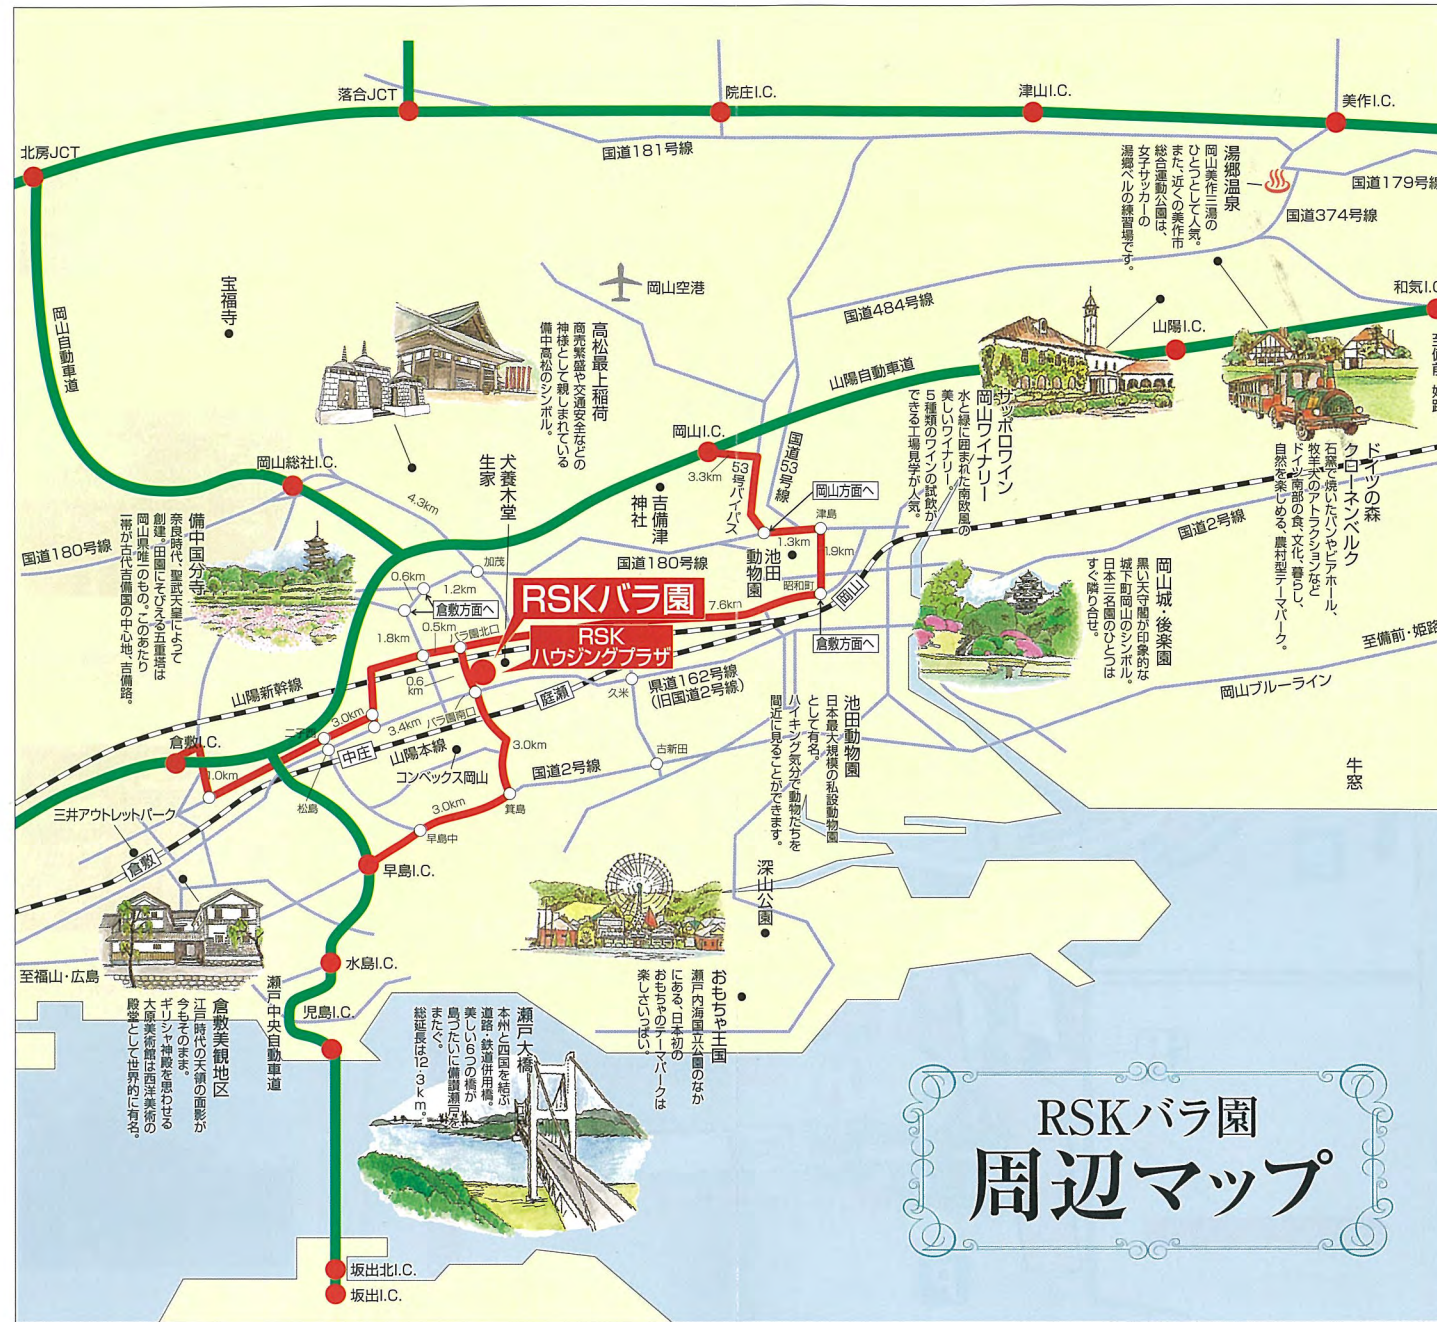 落合JCT
院庄I.C.
津山I.C.
美作I.C.
北房JCT
国道181号線
国道179号線
国道374号線
湯郷温泉
岡山美作三湯の
ひとつとして人気。
また、近くの美作市
総合運動公園は、
女子サッカーの
湯郷ベルの練習場です。
岡山空港
国道484号線
和気I.C.
山陽I.C.
山陽自動車道
岡山自動車道
宝福寺
高松最上稲荷
商売繁盛や交通安全などの
神様として親しまれている
備中高松のシンボル。
サッポロワイン
岡山ワイナリー
水と緑に囲まれた南欧風の
美しいワイナリー。
5種類のワインの試飲が
できる工場見学が人気。
ドイツの森
クローネンベルク
石窯で焼いたパンやビアホール、
牧羊犬のアトラクションなど
ドイツ南部の食、文化、暮らし、
自然を楽しめる、農村型テーマパーク。
岡山I.C.
3.3km
53号バイパス
国道53号線
岡山方面へ
津島
1.3km
1.9km
岡山総社I.C.
4.3km
犬養木堂
生家
吉備津
神社
池田
動物園
昭和町
岡山
国道2号線
国道180号線
備中国分寺
奈良時代、聖武天皇によって
創建。田園にそびえる五重塔は
岡山県唯一のもの。このあたり
一帯が古代吉備国の中心地、吉備路。
国道180号線
加茂
0.6km
1.2km
倉敷方面へ
RSKバラ園
7.6km
倉敷方面へ
岡山城・後楽園
黒い天守閣が印象的な
城下町岡山のシンボル。
日本三名園のひとつは
すぐ隣り合せ。
至備前・姫路
岡山ブルーライン
1.8km
0.5km
バラ園北口
RSK
ハウジングプラザ
0.6
km
山陽新幹線
3.0km
3.4km
バラ園南口
庭瀬
久米
県道162号線
(旧国道2号線)
倉敷I.C.
中庄
山陽本線
コンベックス岡山
3.0km
古新田
国道2号線
池田動物園
日本最大規模の私設動物園
として有名。
ハイキング気分で動物たちを
間近に見ることができます。
牛窓
1.0km
松島
三井アウトレットパーク
3.0km
箕島
早島中
倉敷
早島I.C.
深山公園
水島I.C.
至福山・広島
児島I.C.
瀬戸中央自動車道
倉敷美観地区
江戸時代の天領の面影が
今もそのまま。
ギリシャ神殿を思わせる
大原美術館は西洋美術の
殿堂として世界的に有名。
瀬戸大橋
本州と四国を結ぶ
道路・鉄道併用橋。
美しい6つの橋が
島づたいに備讃瀬戸を
またぐ。
総延長は12・3km。
おもちゃ王国
瀬戸内海国立公園のなか
にある、日本初の
おもちゃのテーマパークは
楽しさいっぱい。
坂出北I.C.
坂出I.C.
RSKバラ園
周辺マップ